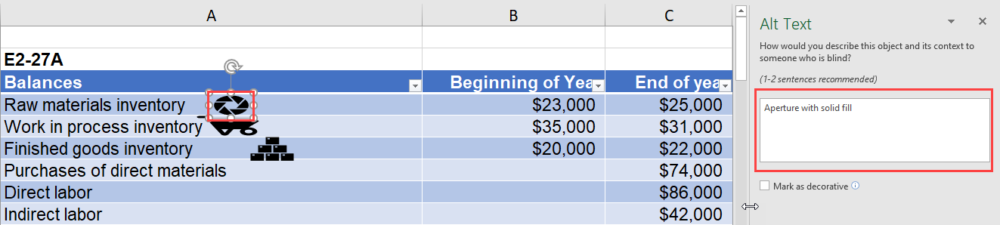 A B C
E2-27A
Balances Beginning of Yea End of yea
Raw materials inventory $23,000 $25,000
Work in process inventory $35,000 $31,000
Finished goods inventory $20,000 $22,000
Purchases of direct materials $74,000
Direct labor $86,000
Indirect labor $42,000
Alt Text
How would you describe this object and its context to
someone who is blind?
(1-2 sentences recommended)
Aperture with solid fill
Mark as decorative